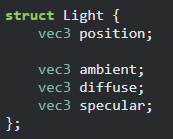 struct Light {
    vec3 position;

    vec3 ambient;
    vec3 diffuse;
    vec3 specular;
};